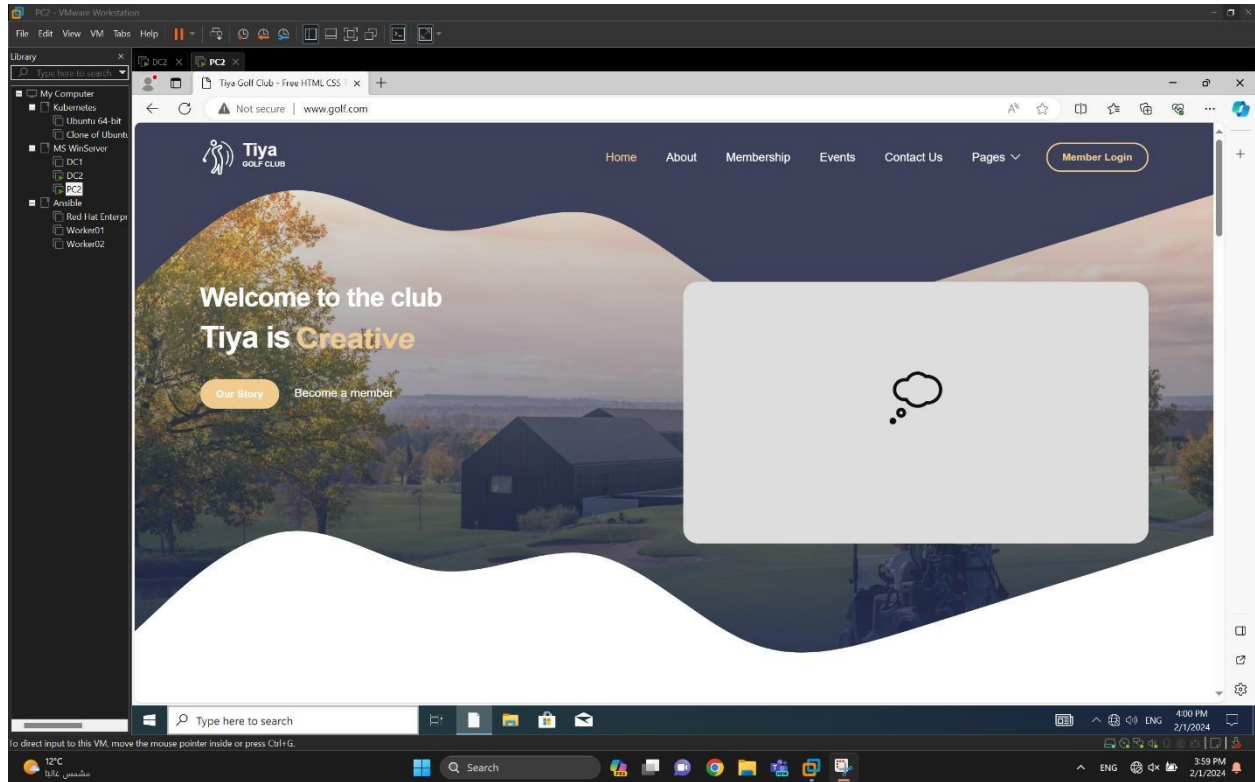 PC2 - VMware Workstation
File Edit View VM Tabs Help
Library
Type here to search
My Computer
Kubernetes
Ubuntu 64-bit
Clone of Ubuntu
MS WinServer
DC1
DC2
PC2
Ansible
Red Hat Enterpr
Worker01
Worker02
DC2
PC2
Tiya Golf Club - Free HTML CSS T
Not secure | www.golf.com
Tiya
GOLF CLUB
Home About Membership Events Contact Us Pages Member Login
Welcome to the club
Tiya is Creative
Our Story Become a member
Type here to search
ENG
4:00 PM
2/1/2024
To direct input to this VM, move the mouse pointer inside or press Ctrl+G.
12°C
مشمس غالبا
Search
ENG
3:59 PM
2/1/2024